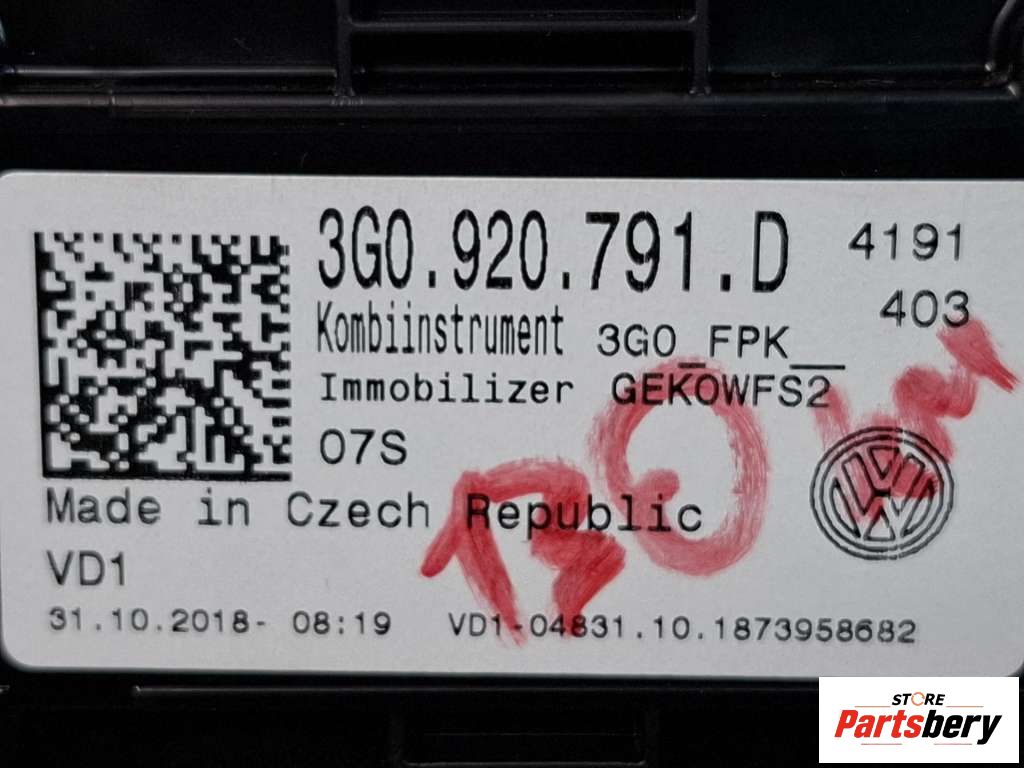 3G0.920.791.D 4191
403
Kombiinstrument 3G0_FPK__
Immobilizer GEKOWFS2
07S
Made in Czech Republic
VD1
31.10.2018- 08:19 VD1-04831.10.1873958682
STORE
Partsbery